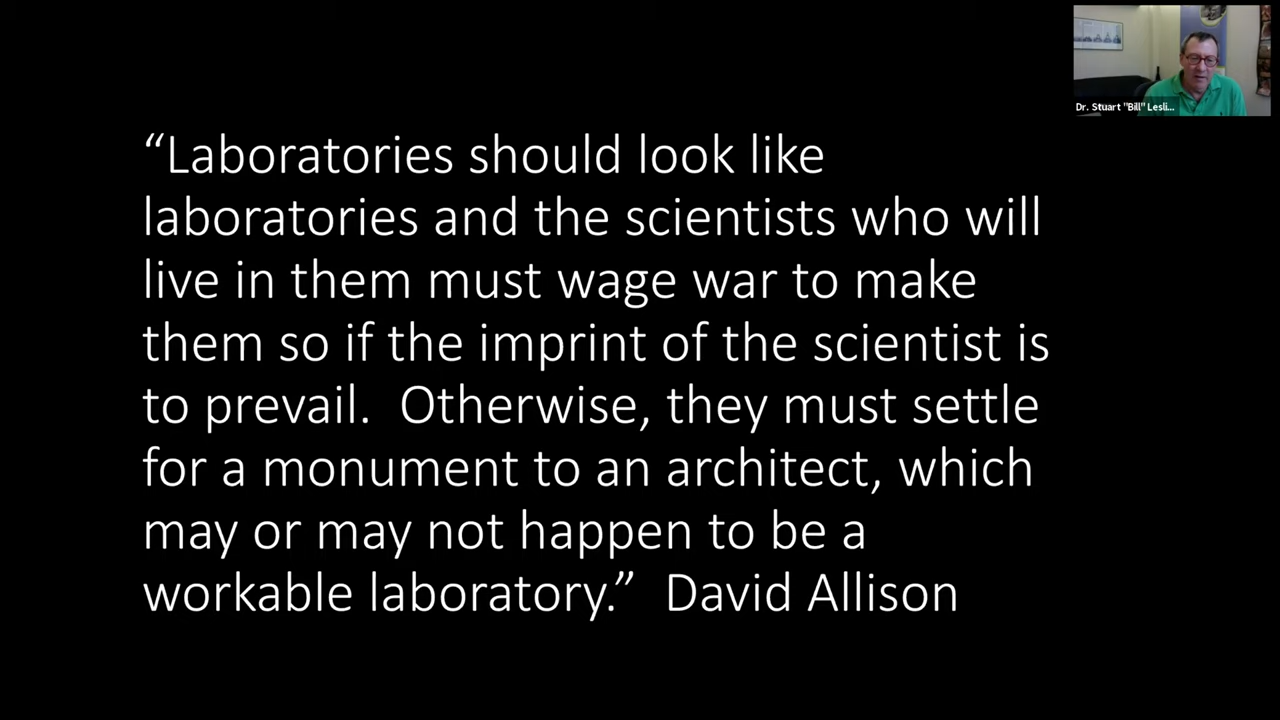 “Laboratories should look like
laboratories and the scientists who will
live in them must wage war to make
them so if the imprint of the scientist is
to prevail.  Otherwise, they must settle
for a monument to an architect, which
may or may not happen to be a
workable laboratory.”  David Allison
Dr. Stuart "Bill" Lesli...